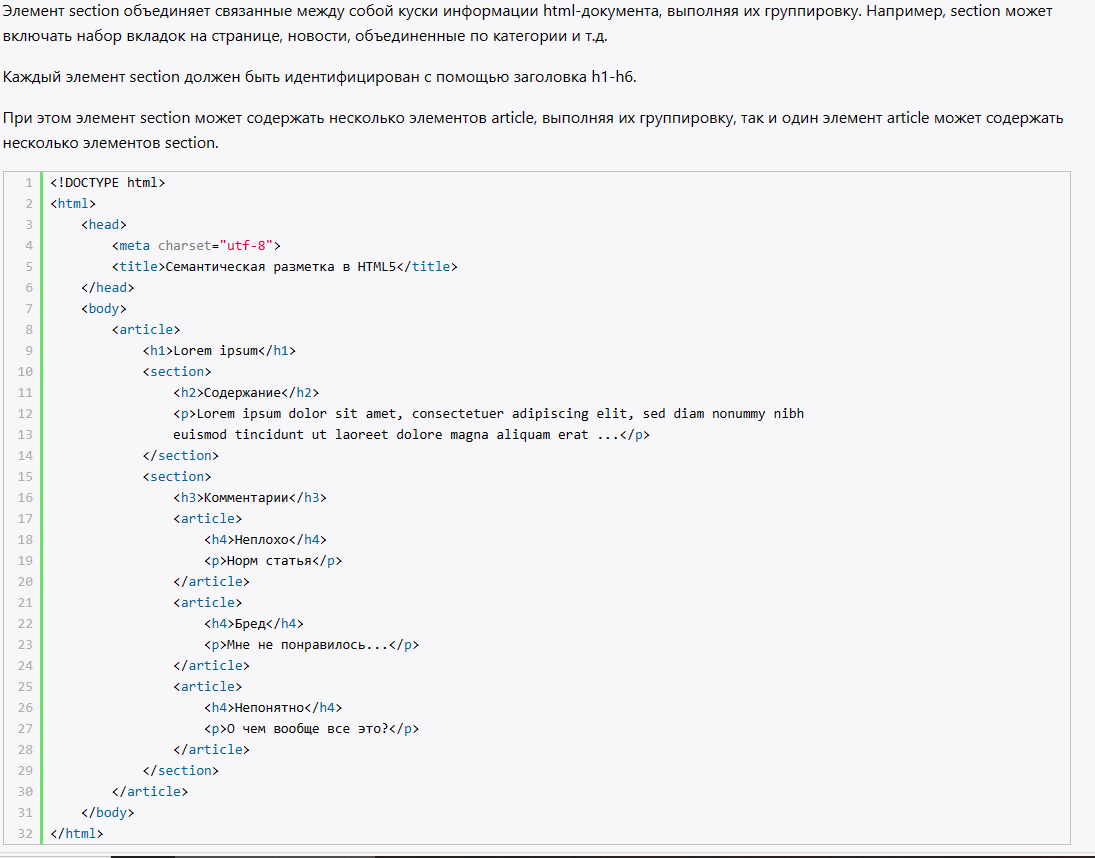 Элемент section объединяет связанные между собой куски информации html-документа, выполняя их группировку. Например, section может
включать набор вкладок на странице, новости, объединенные по категории и т.д.
Каждый элемент section должен быть идентифицирован с помощью заголовка h1-h6.
При этом элемент section может содержать несколько элементов article, выполняя их группировку, так и один элемент article может содержать
несколько элементов section.
1 <!DOCTYPE html>
2 <html>
3     <head>
4         <meta charset="utf-8">
5         <title>Семантическая разметка в HTML5</title>
6     </head>
7     <body>
8         <article>
9             <h1>Lorem ipsum</h1>
10             <section>
11                 <h2>Содержание</h2>
12                 <p>Lorem ipsum dolor sit amet, consectetuer adipiscing elit, sed diam nonummy nibh
13                 euismod tincidunt ut laoreet dolore magna aliquam erat ...</p>
14             </section>
15             <section>
16                 <h3>Комментарии</h3>
17                 <article>
18                     <h4>Неплохо</h4>
19                     <p>Норм статья</p>
20                 </article>
21                 <article>
22                     <h4>Бред</h4>
23                     <p>Мне не понравилось...</p>
24                 </article>
25                 <article>
26                     <h4>Непонятно</h4>
27                     <p>О чем вообще все это?</p>
28                 </article>
29             </section>
30         </article>
31     </body>
32 </html>